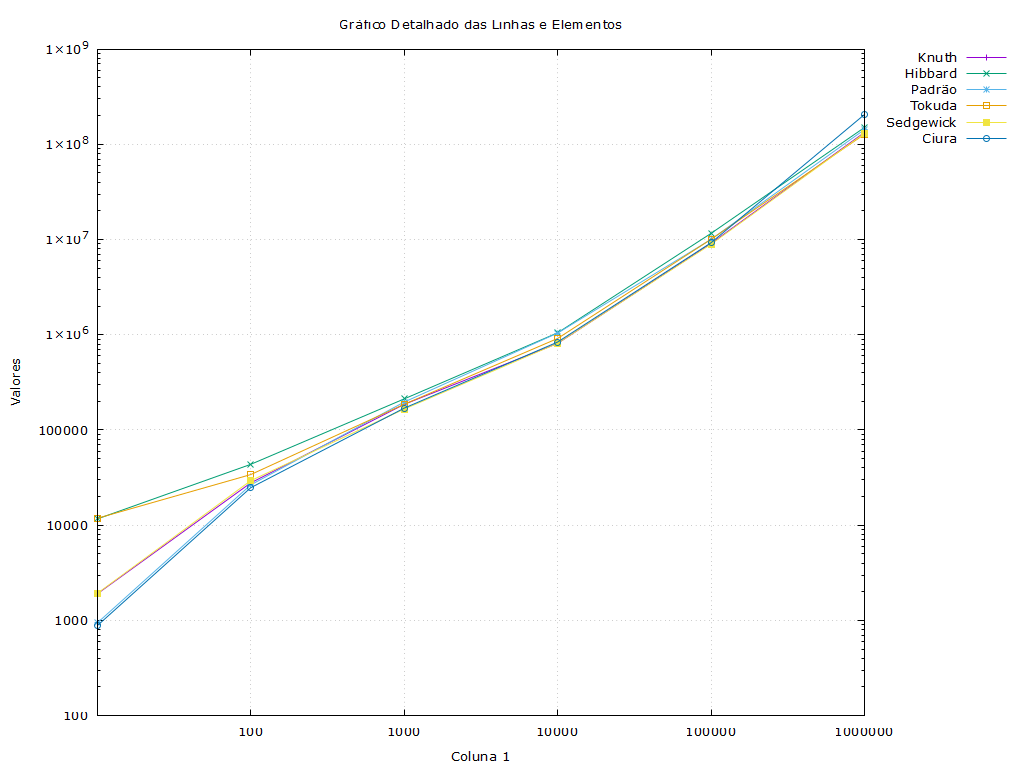 Gráfico Detalhado das Linhas e Elementos
1×10⁹
1×10⁸
1×10⁷
1×10⁶
100000
10000
1000
100
Valores
100
1000
10000
100000
1000000
Coluna 1
Knuth
Hibbard
Padrão
Tokuda
Sedgewick
Ciura